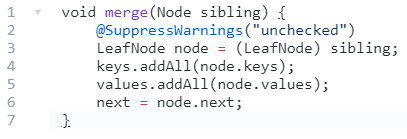 1 void merge(Node sibling) {
2     @SuppressWarnings("unchecked")
3     LeafNode node = (LeafNode) sibling;
4     keys.addAll(node.keys);
5     values.addAll(node.values);
6     next = node.next;
7 }